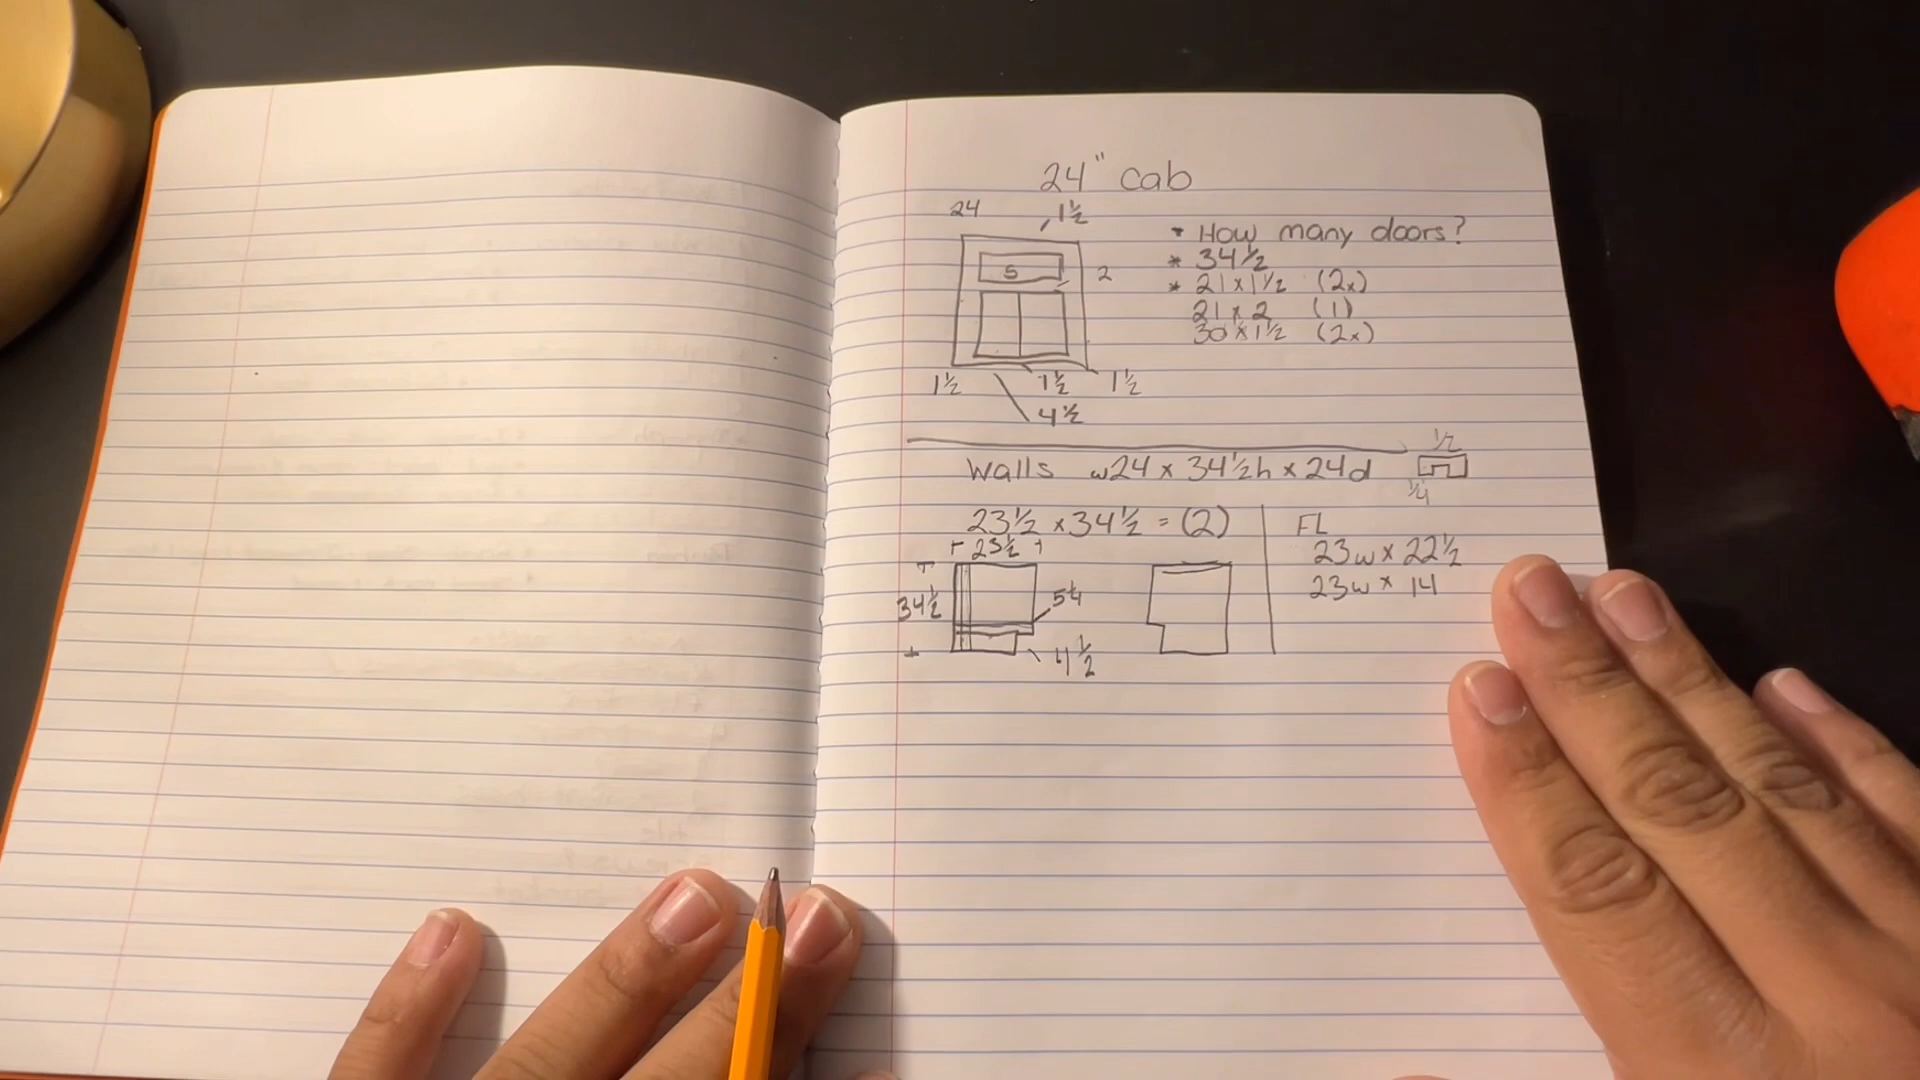 24" cab
24
1½
5
2
* How many doors?
* 34½
* 21 x 1½ (2x)
21 x 2 (1)
30 x 1½ (2x)
1½
1½
1½
4½
Walls w24 x 34½h x 24d
1/2
1/4
23½ x 34½ = (2)
23½
34½
5¼
4½
FL
23w x 22½
23w x 14